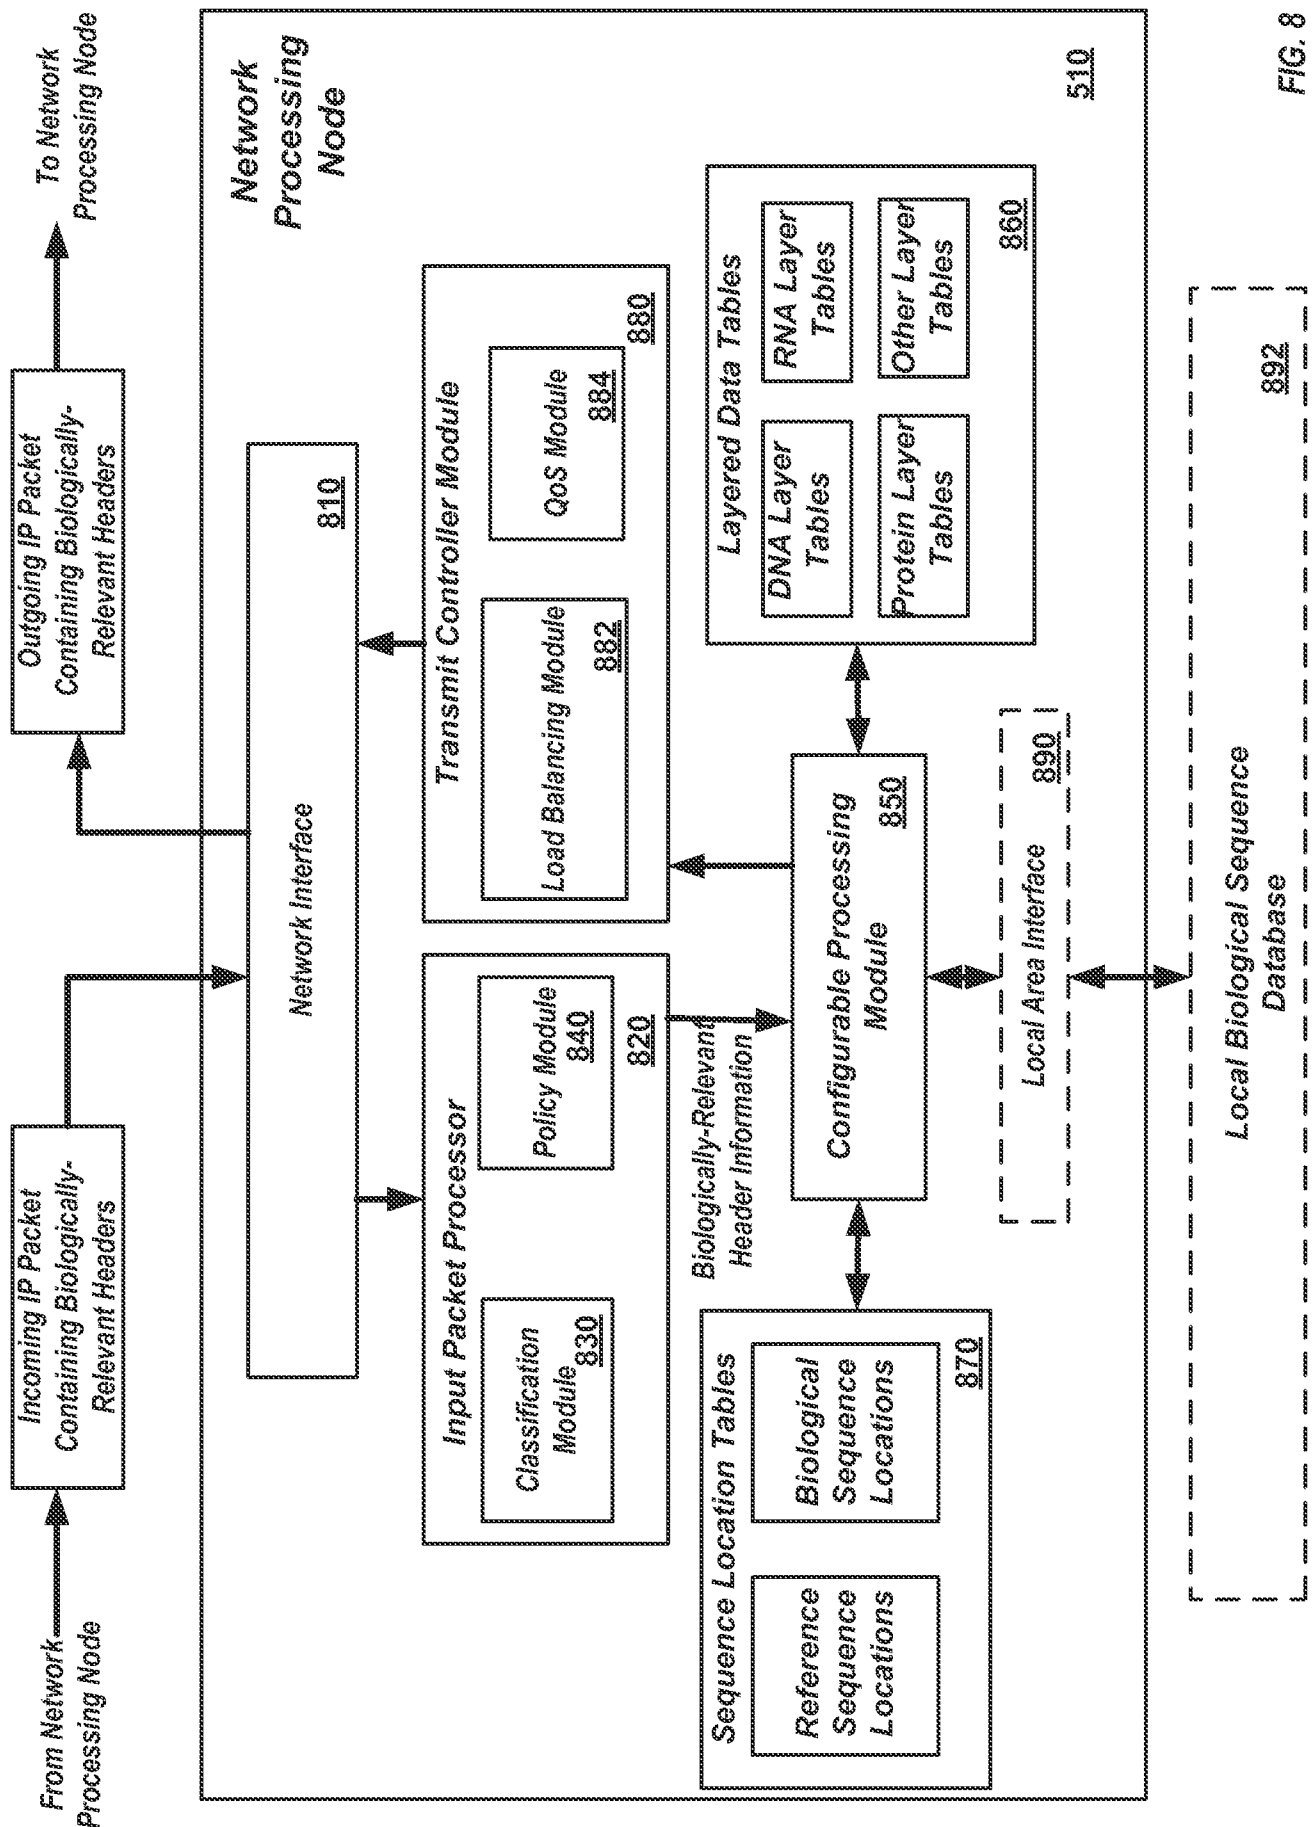 From Network
Processing Node
Incoming IP Packet
Containing Biologically-
Relevant Headers
Outgoing IP Packet
Containing Biologically-
Relevant Headers
To Network
Processing Node
Network
Processing
Node
Network Interface
810
Input Packet Processor
Classification
Module
830
Policy Module
840
820
Transmit Controller Module
Load Balancing Module
882
QoS Module
884
880
Biologically-Relevant
Header Information
Sequence Location Tables
Reference
Sequence
Locations
Biological
Sequence
Locations
870
Configurable Processing
Module
850
Layered Data Tables
DNA Layer
Tables
RNA Layer
Tables
Protein Layer
Tables
Other Layer
Tables
860
Local Area Interface
890
510
Local Biological Sequence
Database
892
FIG. 8